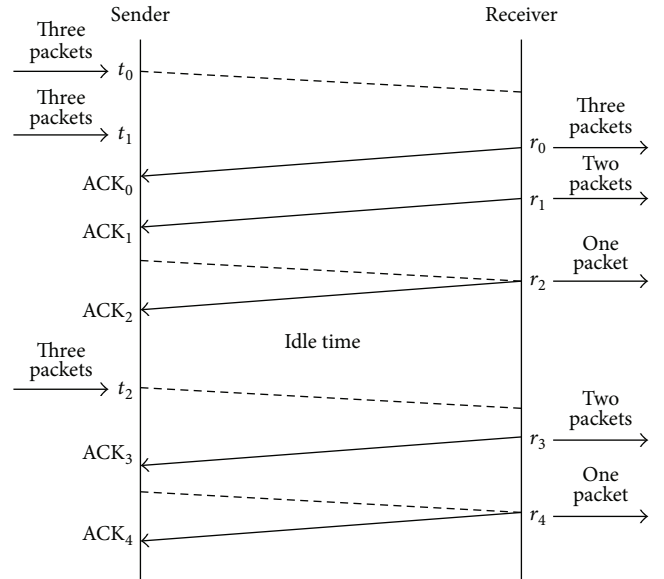 Sender
Receiver
Three
packets
t0
Three
packets
t1
Three
packets
r0
ACK0
Two
packets
r1
ACK1
One
packet
r2
ACK2
Idle time
Three
packets
t2
Two
packets
r3
ACK3
One
packet
r4
ACK4